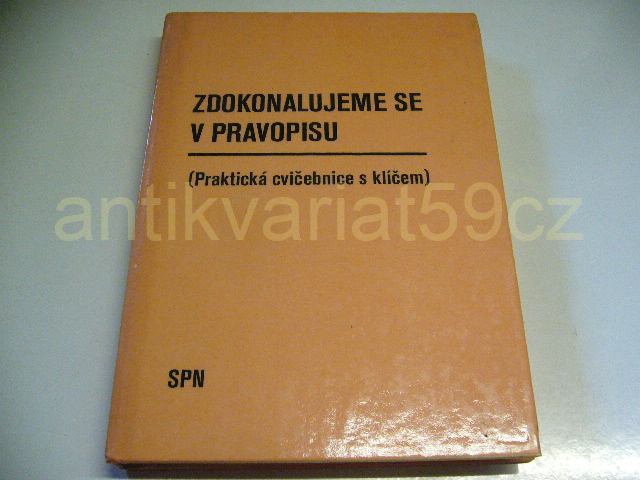 ZDOKONALUJEME SE
V PRAVOPISU
(Praktická cvičebnice s klíčem)
antikvariat59cz
SPN